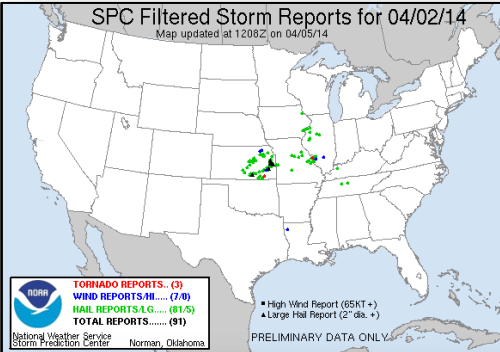 SPC Filtered Storm Reports for 04/02/14
Map updated at 1208Z on 04/05/14
High Wind Report (65KT +)
Large Hail Report (2" dia. +)
NOAA
TORNADO REPORTS.. (3)
WIND REPORTS/HI..... (7/0)
HAIL REPORTS/LG..... (81/5)
TOTAL REPORTS....... (91)
National Weather Service
Storm Prediction Center Norman, Oklahoma
PRELIMINARY DATA ONLY